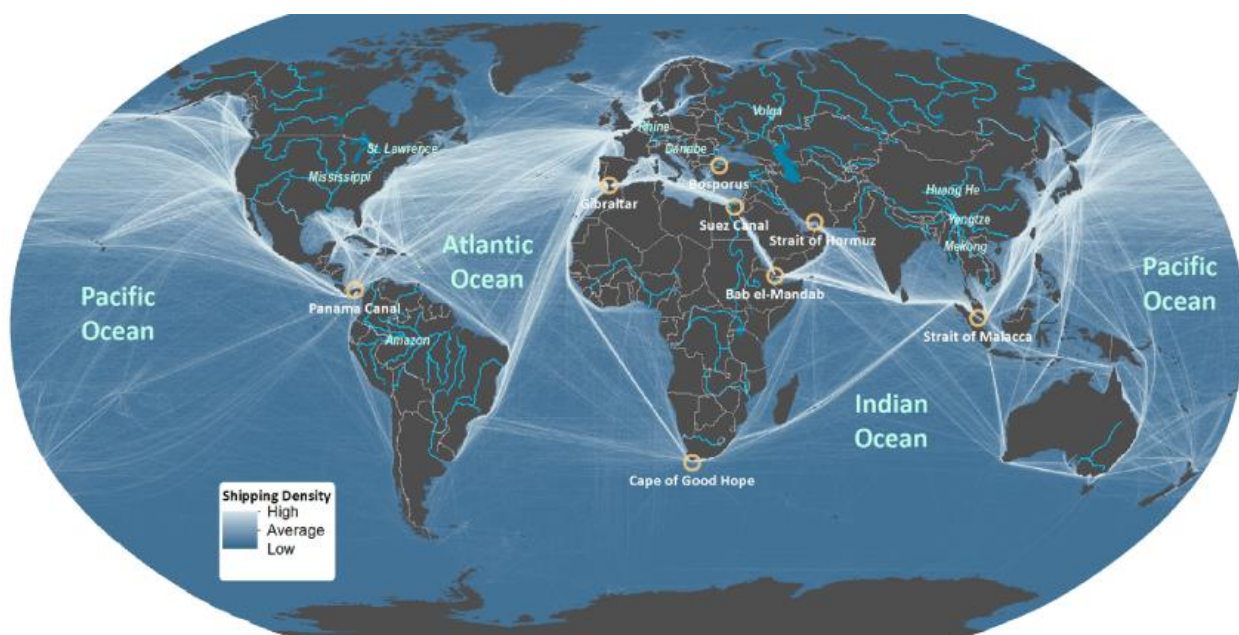 Volga
Rhine
St. Lawrence
Danube
Mississippi
Bosporus
Huang He
Gibraltar
Suez Canal
Yangtze
Strait of Hormuz
Mekong
Atlantic
Ocean
Pacific
Ocean
Bab el-Mandab
Pacific
Ocean
Panama Canal
Strait of Malacca
Amazon
Indian
Ocean
Cape of Good Hope
Shipping Density
High
Average
Low